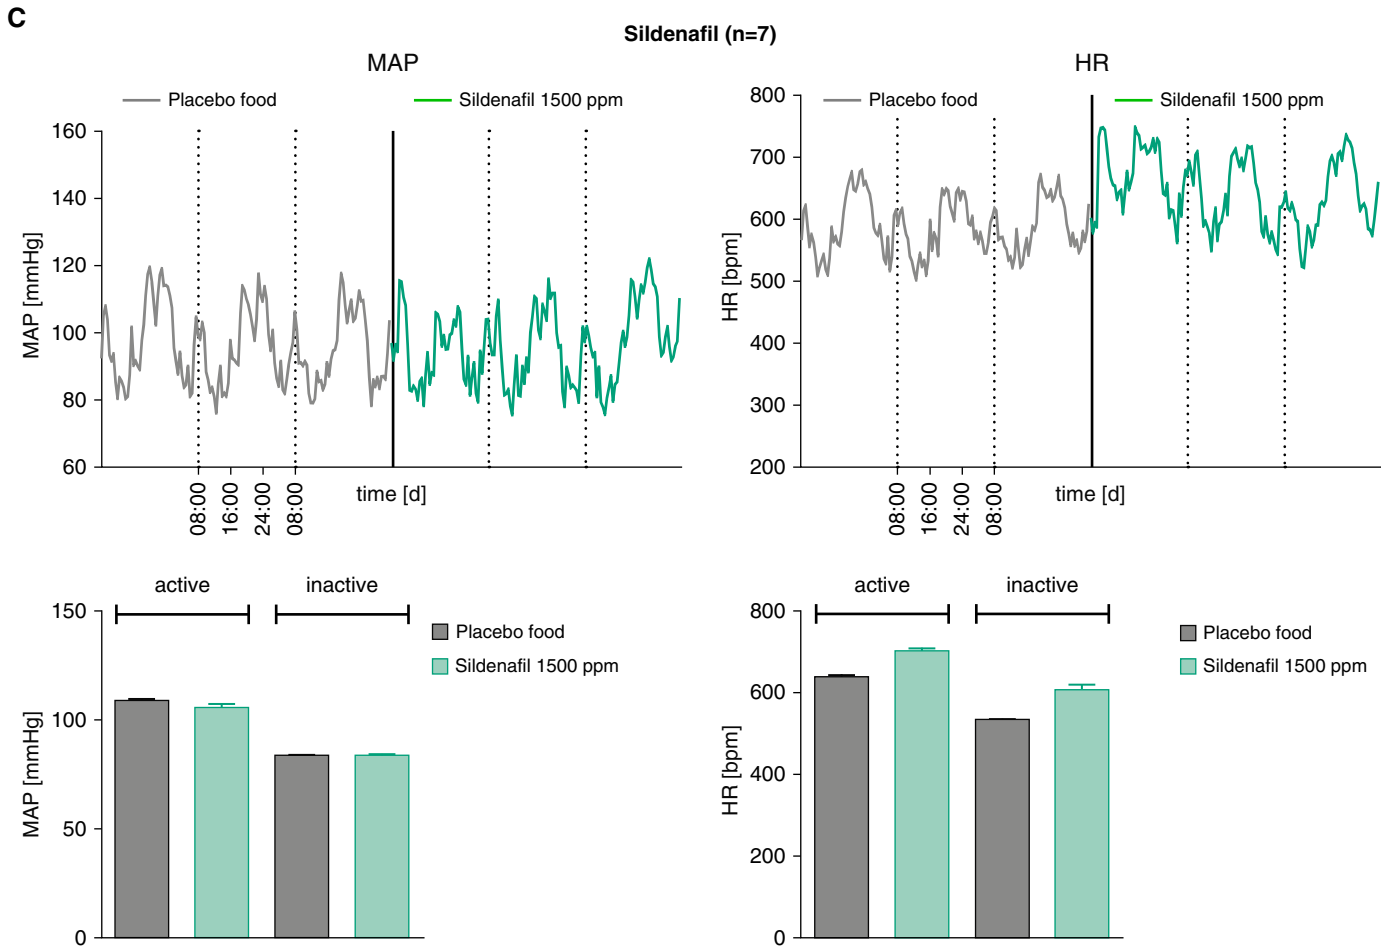 C
Sildenafil (n=7)
MAP
Placebo food
Sildenafil 1500 ppm
MAP [mmHg]
160
140
120
100
80
60
08:00
16:00
24:00
08:00
time [d]
HR
Placebo food
Sildenafil 1500 ppm
HR [bpm]
800
700
600
500
400
300
200
08:00
16:00
24:00
08:00
time [d]
active
inactive
MAP [mmHg]
150
100
50
0
Placebo food
Sildenafil 1500 ppm
active
inactive
HR [bpm]
800
600
400
200
0
Placebo food
Sildenafil 1500 ppm